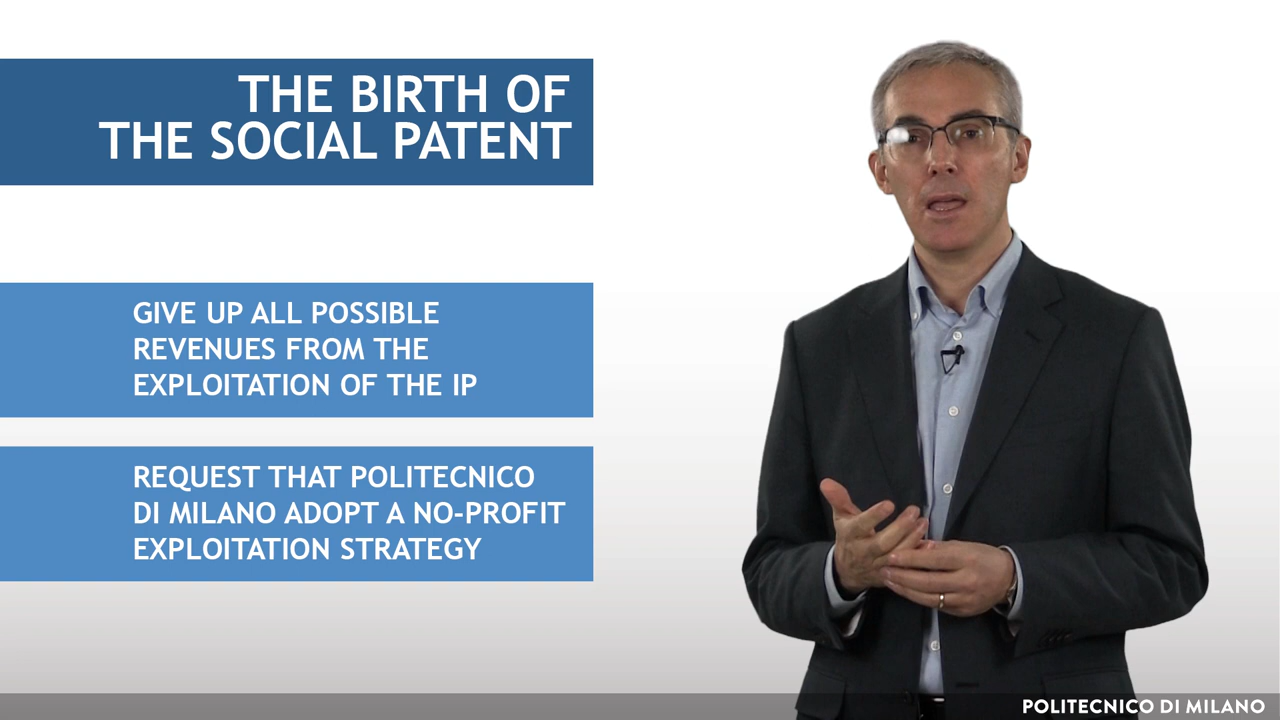 THE BIRTH OF
THE SOCIAL PATENT
GIVE UP ALL POSSIBLE
REVENUES FROM THE
EXPLOITATION OF THE IP
REQUEST THAT POLITECNICO
DI MILANO ADOPT A NO-PROFIT
EXPLOITATION STRATEGY
POLITECNICO DI MILANO